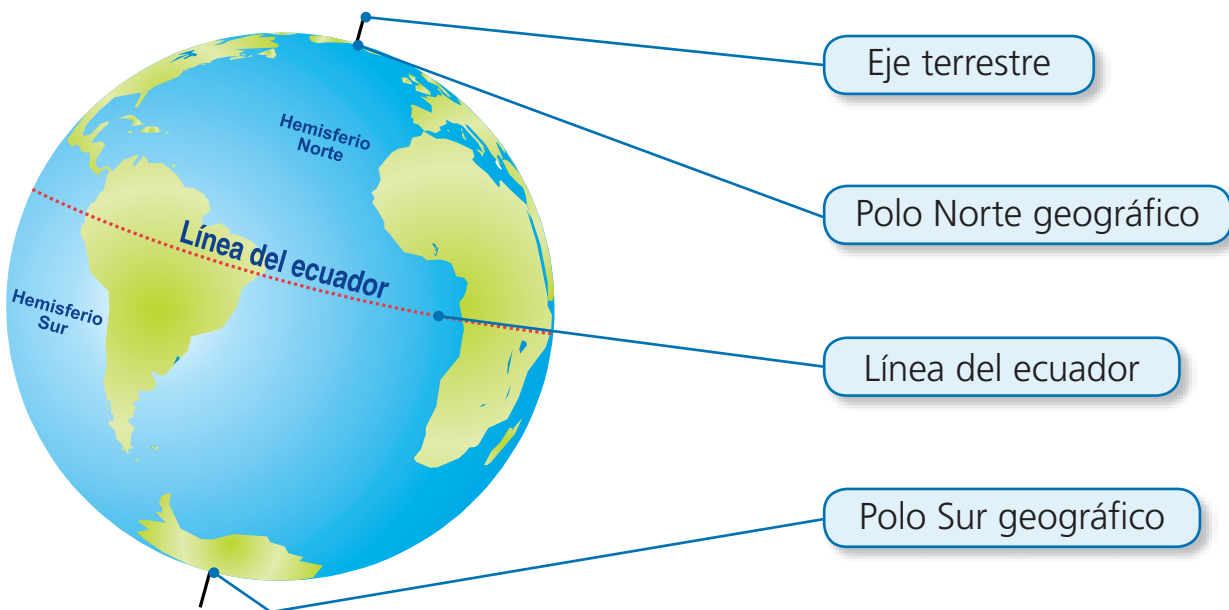 Eje terrestre
Hemisferio
Norte
Polo Norte geográfico
Línea del ecuador
Hemisferio
Sur
Línea del ecuador
Polo Sur geográfico